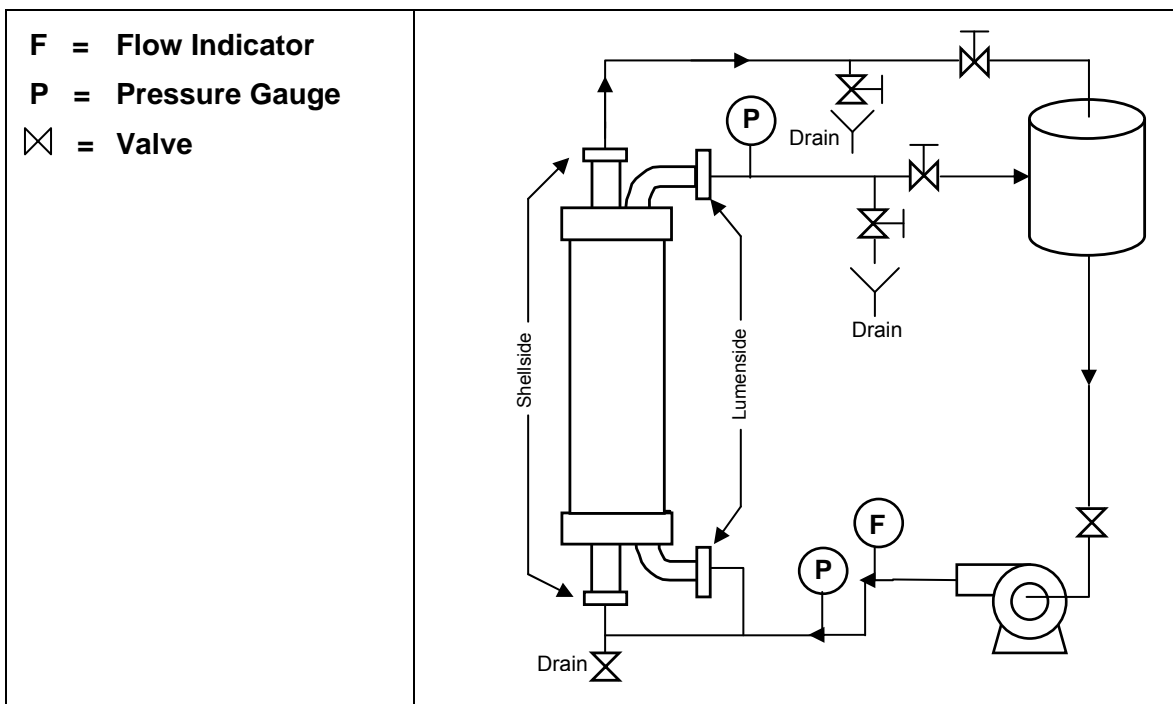 F = Flow Indicator
P = Pressure Gauge
= Valve
P
Drain
Drain
Shellside
Lumenside
F
P
Drain